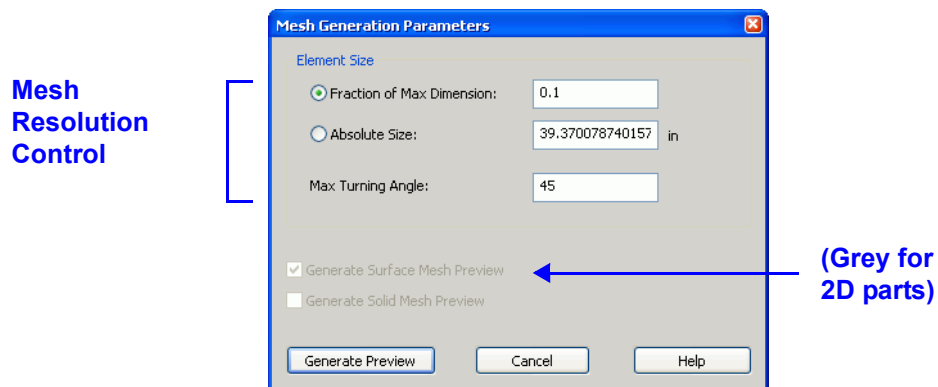 Mesh Generation Parameters
Element Size
Mesh
Resolution
Control
Fraction of Max Dimension: 0.1
Absolute Size: 39.370078740157 in
Max Turning Angle: 45
Generate Surface Mesh Preview
Generate Solid Mesh Preview
(Grey for
2D parts)
Generate Preview Cancel Help